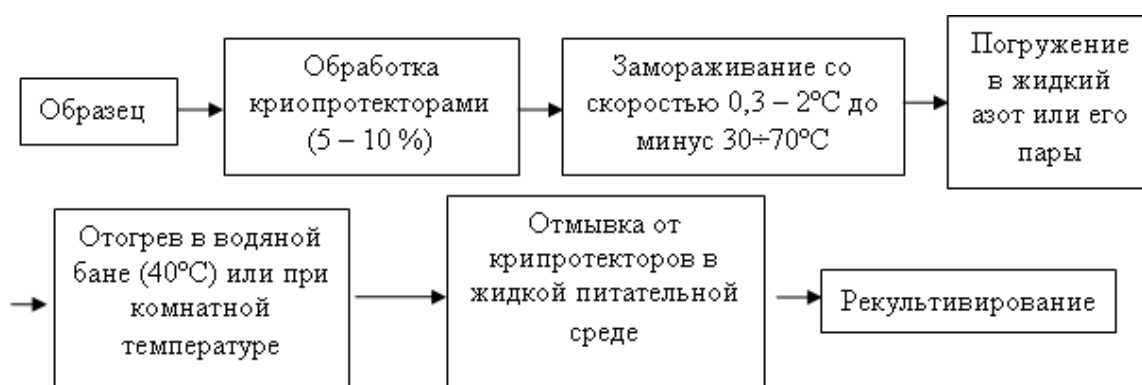 Образец
Обработка
криопротекторами
(5 – 10 %)
Замораживание со
скоростью 0,3 – 2ºС до
минус 30÷70ºС
Погружение
в жидкий
азот или его
пары
Отогрев в водяной
бане (40ºС) или при
комнатной
температуре
Отмывка от
крипротекторов в
жидкой питательной
среде
Рекультивирование